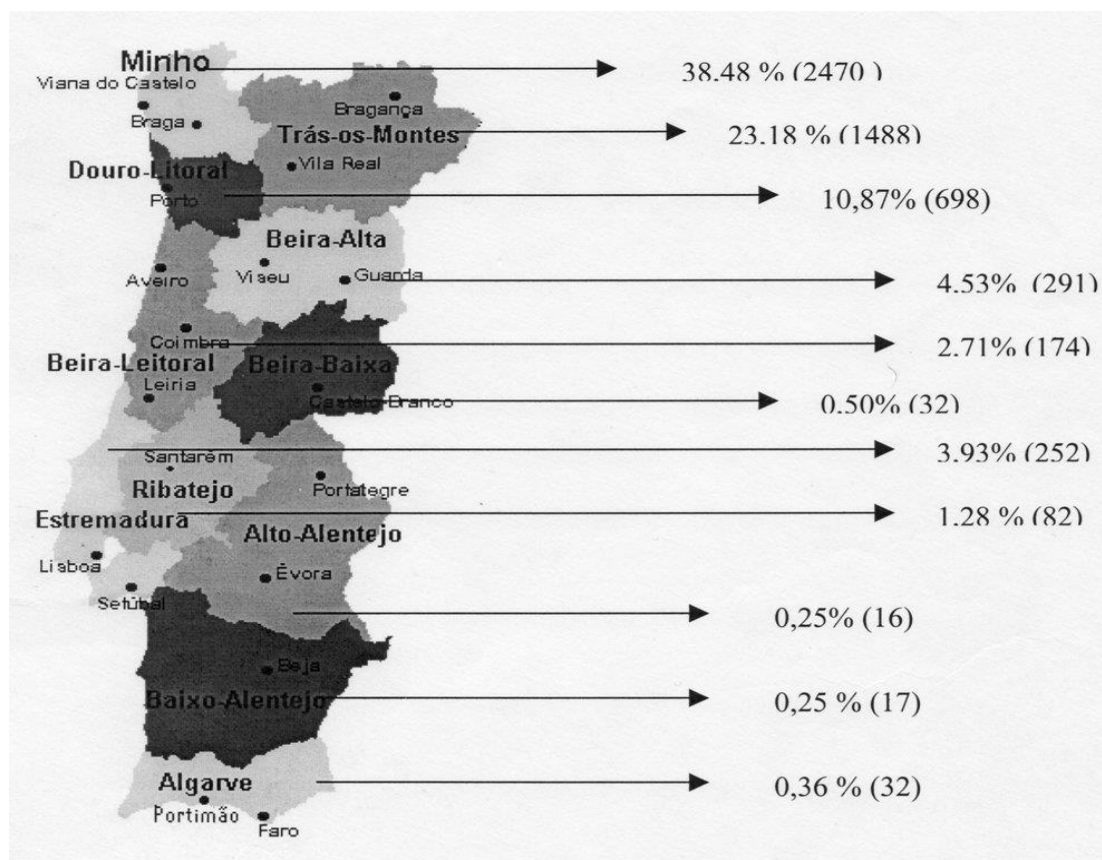 Minho
38.48 % (2470 )
Viana do Castelo
Bragança
Braga
Trás-os-Montes
23.18 % (1488)
Vila Real
Douro-Litoral
Porto
10,87% (698)
Beira-Alta
Aveiro
Viseu
Guarda
4.53% (291)
Coimbra
2.71% (174)
Beira-Leitoral
Beira-Baixa
Leiria
Castelo Branco
0.50% (32)
Santarém
3.93% (252)
Ribatejo
Portategre
Estremadura
1.28 % (82)
Alto-Alentejo
Lisboa
Évora
Setúbal
0,25% (16)
Beja
Baixo-Alentejo
0,25 % (17)
Algarve
0,36 % (32)
Portimão
Faro